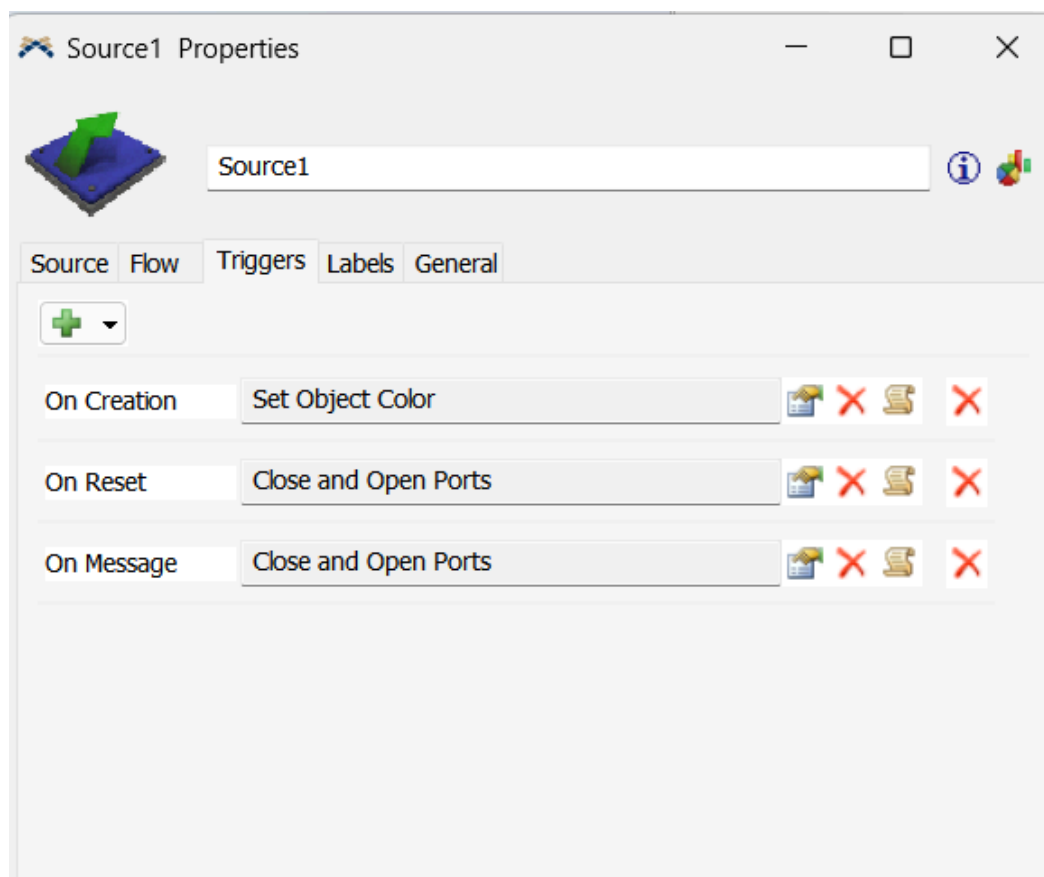 Source1 Properties
Source1
Source Flow Triggers Labels General
On Creation Set Object Color
On Reset Close and Open Ports
On Message Close and Open Ports